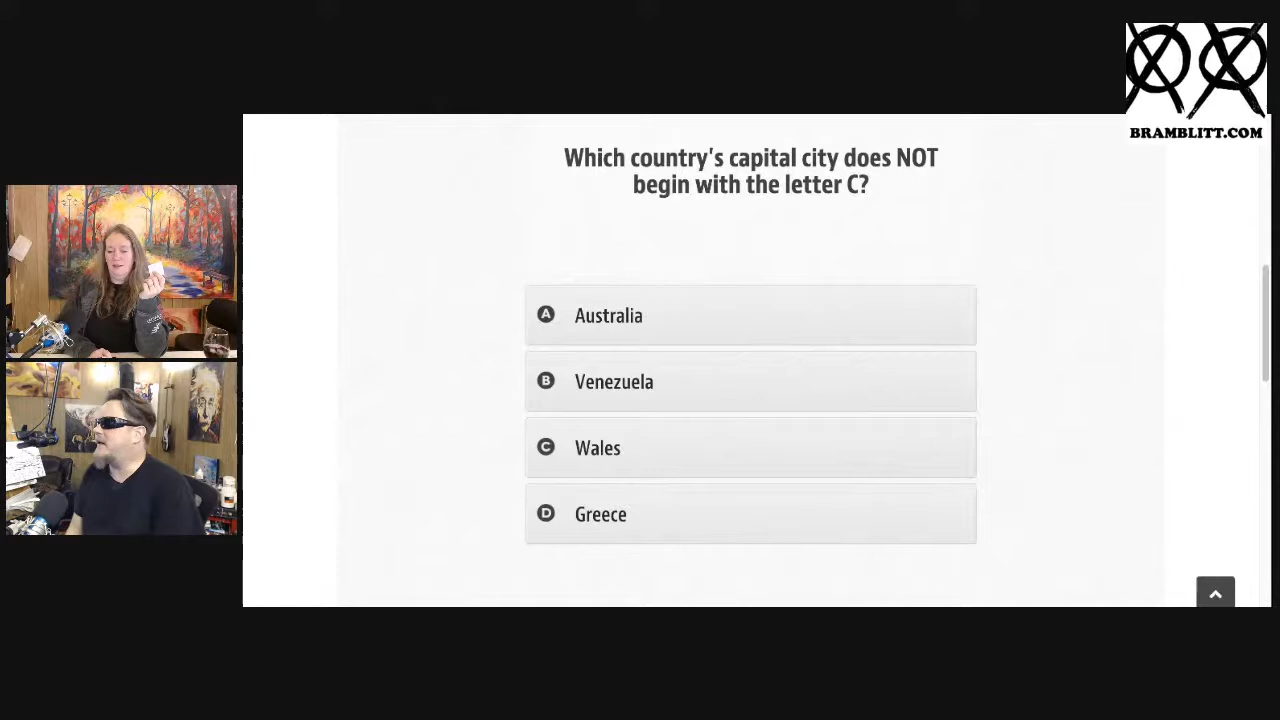 BRAMBLITT.COM
Which country's capital city does NOT
begin with the letter C?
A Australia
B Venezuela
C Wales
D Greece